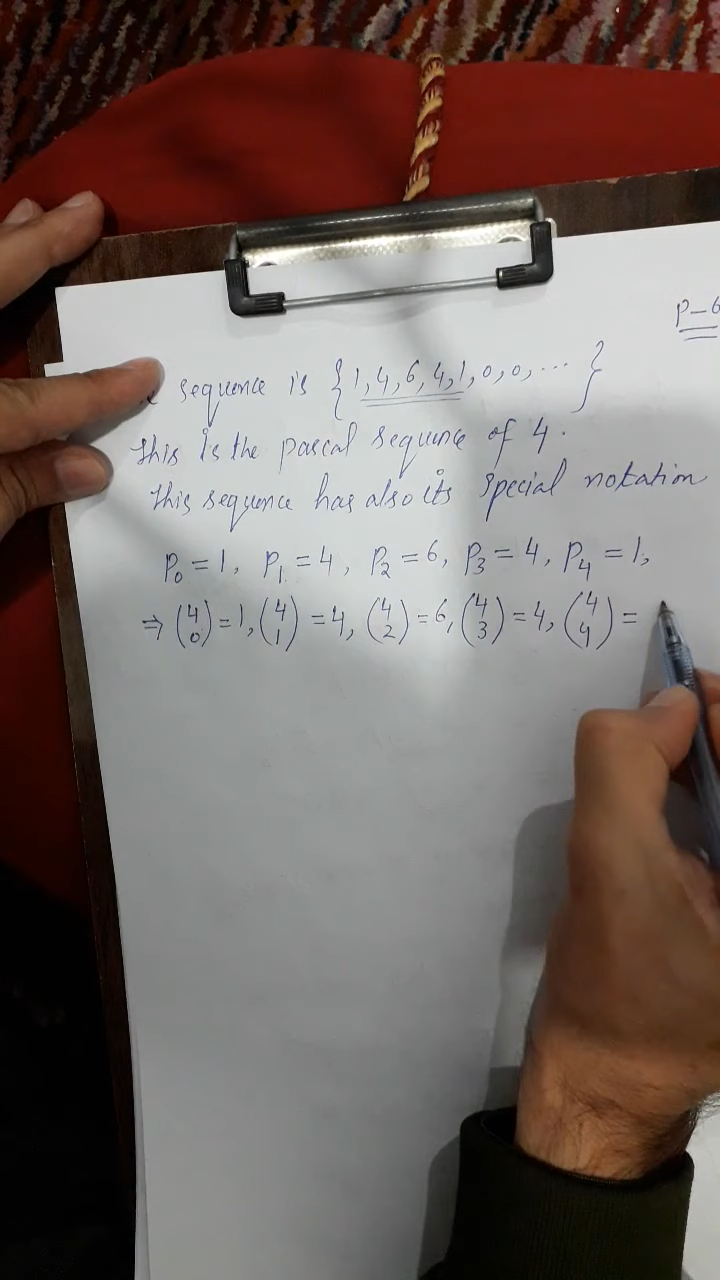 P-6
sequence is {1,4,6,4,1,0,0,...}
this is the pascal sequence of 4.
this sequence has also its special notation
P₀ = 1, P₁ = 4, P₂ = 6, P₃ = 4, P₄ = 1,
⇒ (4 0) = 1, (4 1) = 4, (4 2) = 6, (4 3) = 4, (4 4) =